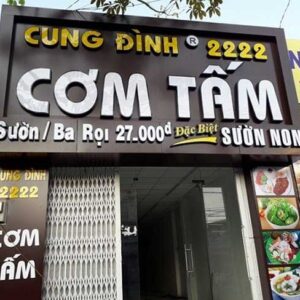 CUNG ĐÌNH ® 2222
CƠM TẤM
Sườn / Ba Rọi 27.000đ Đặc Biệt SƯỜN NON
CUNG ĐÌNH
2222
CƠM
TẤM